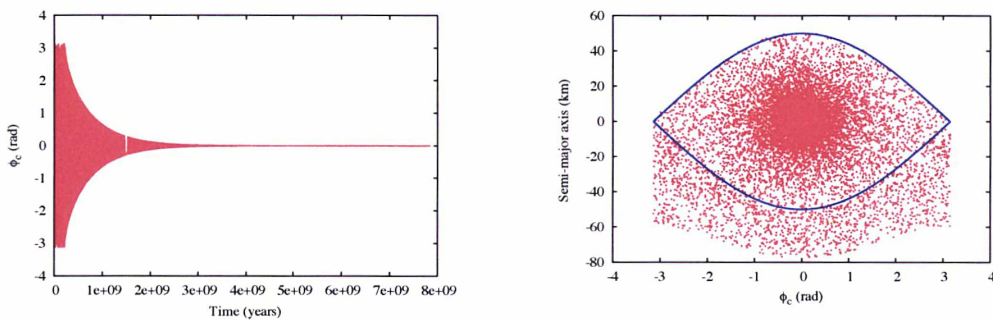 4
3
2
1
0
-1
-2
-3
-4
ϕc (rad)
0 1e+09 2e+09 3e+09 4e+09 5e+09 6e+09 7e+09 8e+09
Time (years)
60
40
20
0
-20
-40
-60
-80
Semi-major axis (km)
-4 -3 -2 -1 0 1 2 3 4
ϕc (rad)